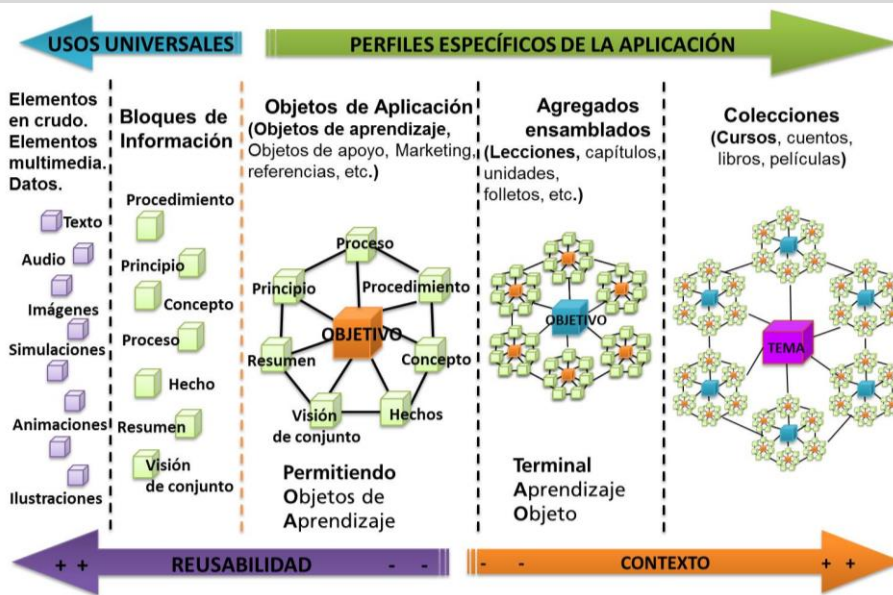 USOS UNIVERSALES
PERFILES ESPECÍFICOS DE LA APLICACIÓN
Elementos
en crudo.
Elementos
multimedia.
Datos.
Texto
Audio
Imágenes
Simulaciones
Animaciones
Ilustraciones
Bloques de
Información
Procedimiento
Principio
Concepto
Proceso
Hecho
Resumen
Visión
de conjunto
Objetos de Aplicación
(Objetos de aprendizaje,
Objetos de apoyo, Marketing,
referencias, etc.)
Proceso
Principio
Procedimiento
OBJETIVO
Resumen
Concepto
Visión
de conjunto
Hechos
Permitiendo
Objetos de
Aprendizaje
Agregados
ensamblados
(Lecciones, capítulos,
unidades,
folletos, etc.)
OBJETIVO
Terminal
Aprendizaje
Objeto
Colecciones
(Cursos, cuentos,
libros, películas)
TEMA
+ + REUSABILIDAD - -
- - CONTEXTO + +